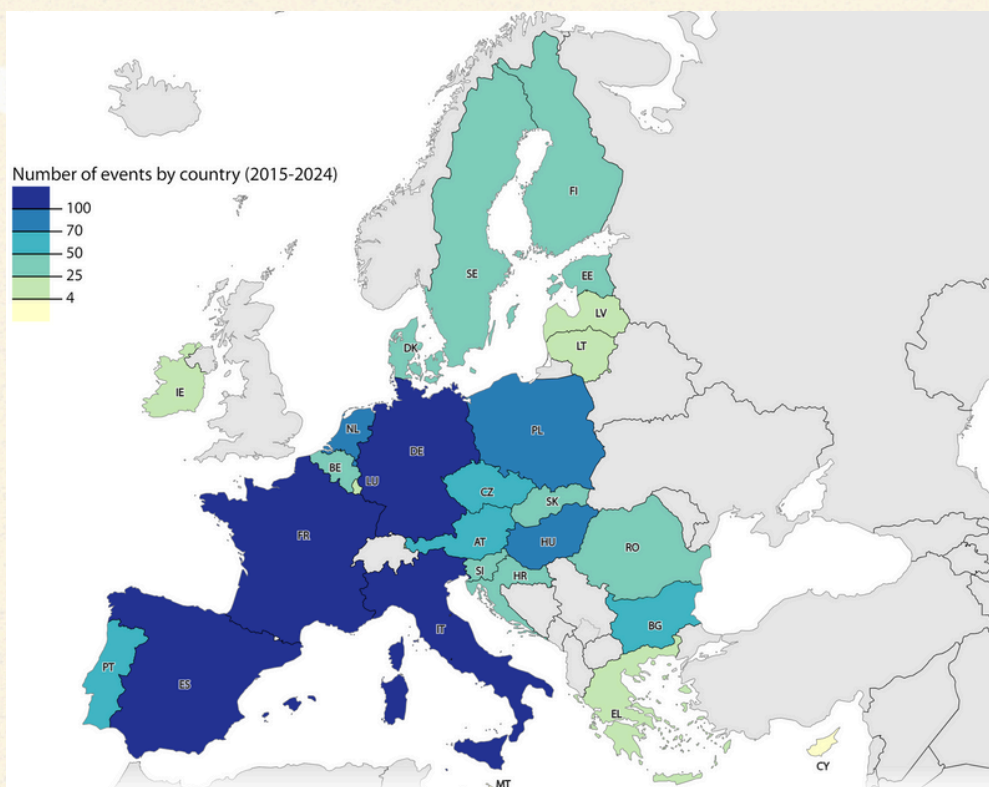 Number of events by country (2015-2024)
100
70
50
25
4
FI
SE
EE
LV
DK
LT
IE
NL
PL
DE
BE
LU
CZ
SK
FR
AT
HU
RO
SI
HR
BG
IT
PT
ES
EL
CY
MT